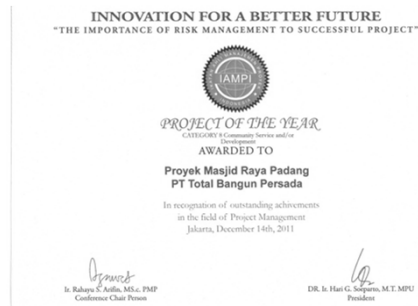 INNOVATION FOR A BETTER FUTURE
"THE IMPORTANCE OF RISK MANAGEMENT TO SUCCESSFUL PROJECT"
IAMPI
PROJECT OF THE YEAR
CATEGORY 8 Community Service and/or
Development
AWARDED TO
Proyek Masjid Raya Padang
PT Total Bangun Persada
In recognition of outstanding achivements
in the field of Project Management
Jakarta, December 14th, 2011
Ir. Rahayu S. Arifin, MS.c, PMP
Conference Chair Person
DR. Ir. Hari G. Soeparto, M.T. MPU
President